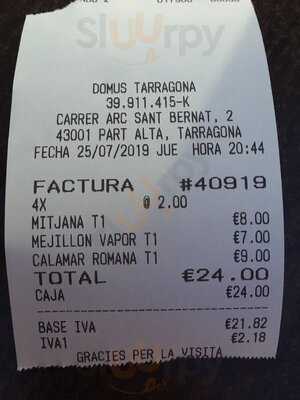 Sluurpy
DOMUS TARRAGONA
39.911.415-K
CARRER ARC SANT BERNAT, 2
43001 PART ALTA, TARRAGONA
FECHA 25/07/2019 JUE HORA 20:44
FACTURA #40919
4X @ 2.00
MITJANA T1 €8.00
MEJILLON VAPOR T1 €7.00
CALAMAR ROMANA T1 €9.00
TOTAL €24.00
CAJA €24.00
BASE IVA €21.82
IVA1 €2.18
GRACIES PER LA VISITA